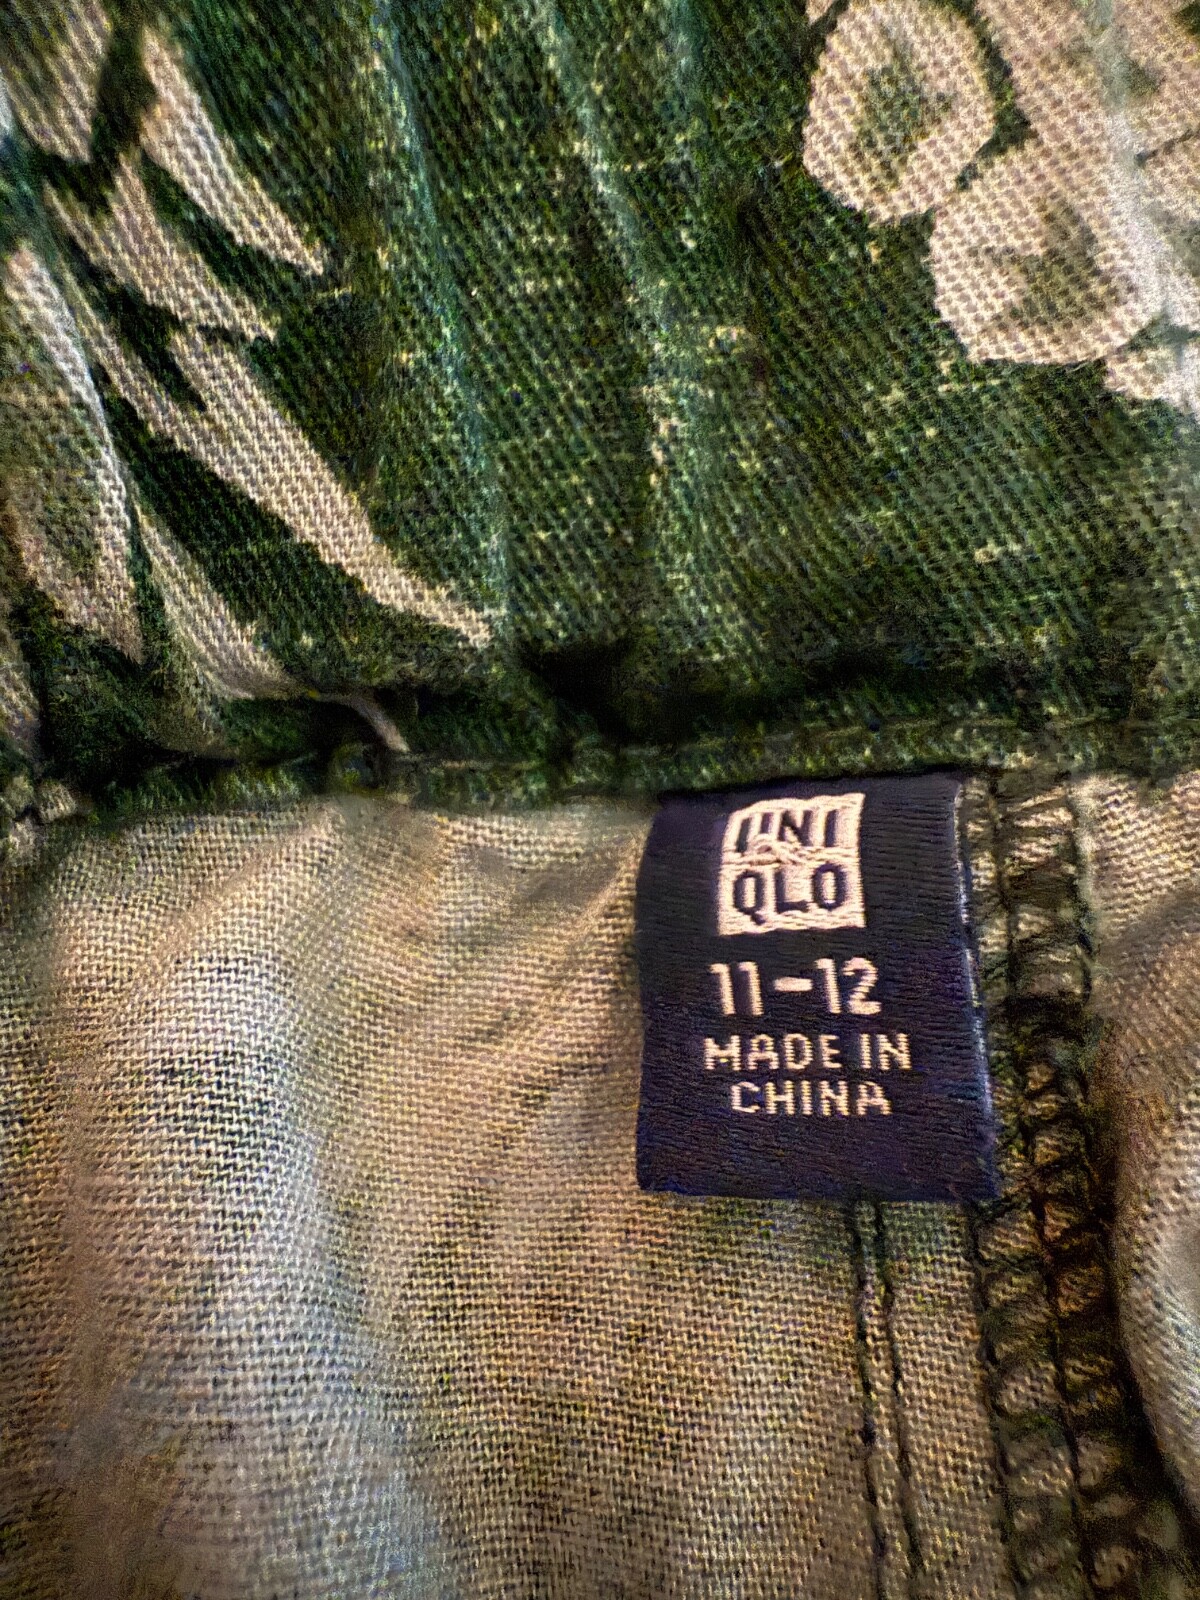 UNI
QLO
11-12
MADE IN
CHINA